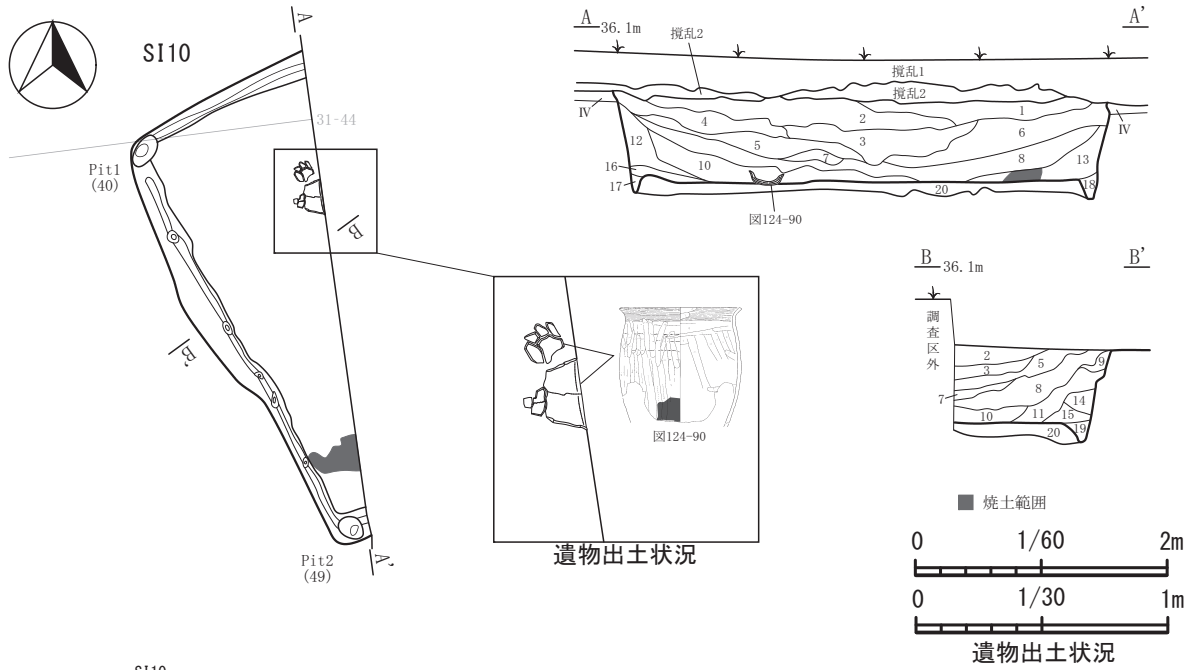 SI10
A
31-44
Pit1
(40)
B
B'
Pit2
(49)
A'
図124-90
遺物出土状況
A 36.1m
A'
撹乱2
撹乱1
撹乱2
IV
IV
1
2
3
4
5
6
7
8
10
12
13
16
17
18
20
図124-90
B 36.1m
B'
調査区外
2
3
5
7
8
9
10
11
14
15
19
20
焼土範囲
0 1/60 2m
0 1/30 1m
遺物出土状況
SI10